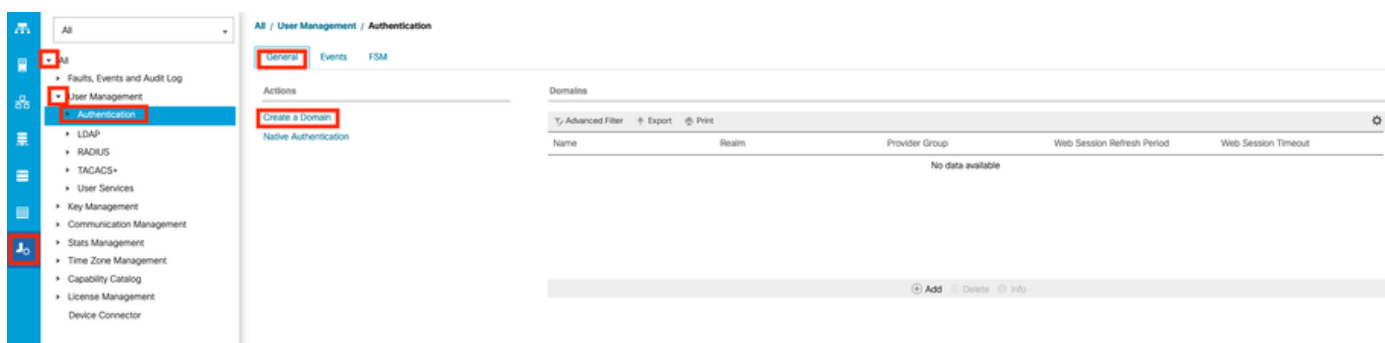 All
All
Faults, Events and Audit Log
User Management
Authentication
LDAP
RADIUS
TACACS+
User Services
Key Management
Communication Management
Stats Management
Time Zone Management
Capability Catalog
License Management
Device Connector
All / User Management / Authentication
General Events FSM
Actions
Create a Domain
Native Authentication
Domains
Advanced Filter Export Print
Name Realm Provider Group Web Session Refresh Period Web Session Timeout
No data available
Add Delete Info